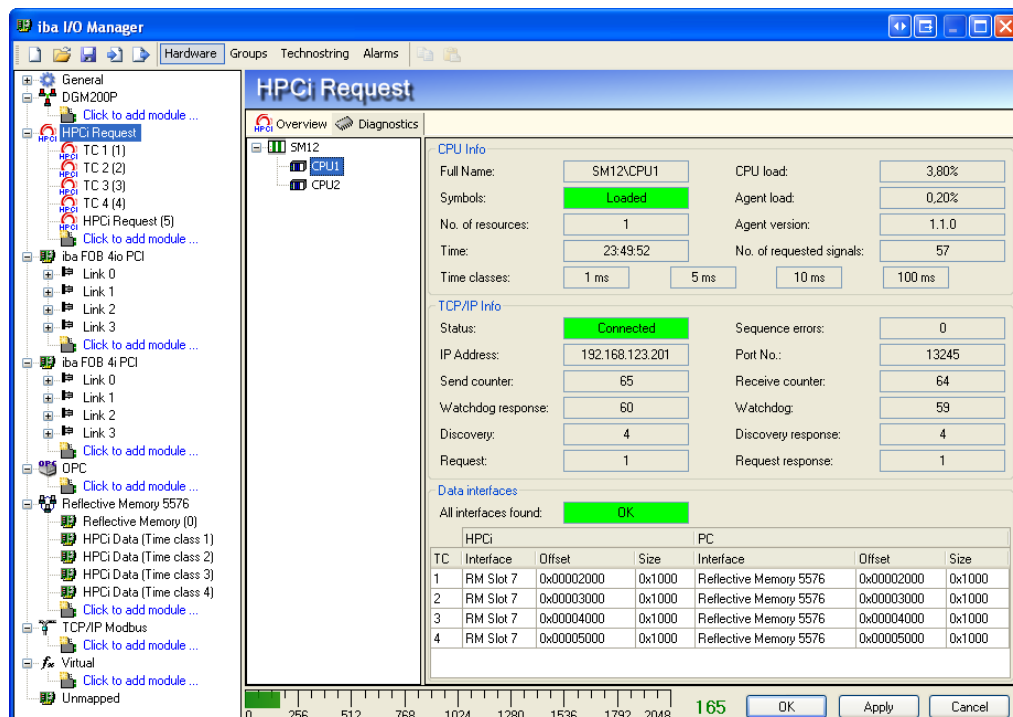 iba I/O Manager
Hardware Groups Technostring Alarms
General
DGM200P
Click to add module ...
HPCi Request
HPCI TC 1 (1)
HPCI TC 2 (2)
HPCI TC 3 (3)
HPCI TC 4 (4)
HPCI HPCi Request (5)
Click to add module ...
iba FOB 4io PCI
Link 0
Link 1
Link 2
Link 3
Click to add module ...
iba FOB 4i PCI
Link 0
Link 1
Link 2
Link 3
Click to add module ...
OPC OPC
Click to add module ...
Reflective Memory 5576
Reflective Memory (0)
HPCi Data (Time class 1)
HPCi Data (Time class 2)
HPCi Data (Time class 3)
HPCi Data (Time class 4)
Click to add module ...
TCP/IP Modbus
Click to add module ...
fx Virtual
Click to add module ...
Unmapped
HPCi Request
HPCI Overview Diagnostics
SM12
CPU1
CPU2
CPU Info
Full Name: SM12\CPU1 CPU load: 3,80%
Symbols: Loaded Agent load: 0,20%
No. of resources: 1 Agent version: 1.1.0
Time: 23:49:52 No. of requested signals: 57
Time classes: 1 ms 5 ms 10 ms 100 ms
TCP/IP Info
Status: Connected Sequence errors: 0
IP Address: 192.168.123.201 Port No.: 13245
Send counter: 65 Receive counter: 64
Watchdog response: 60 Watchdog: 59
Discovery: 4 Discovery response: 4
Request: 1 Request response: 1
Data interfaces
All interfaces found: OK
HPCi PC
TC Interface Offset Size Interface Offset Size
1 RM Slot 7 0x00002000 0x1000 Reflective Memory 5576 0x00002000 0x1000
2 RM Slot 7 0x00003000 0x1000 Reflective Memory 5576 0x00003000 0x1000
3 RM Slot 7 0x00004000 0x1000 Reflective Memory 5576 0x00004000 0x1000
4 RM Slot 7 0x00005000 0x1000 Reflective Memory 5576 0x00005000 0x1000
0 256 512 768 1024 1280 1536 1792 2048 165 OK Apply Cancel